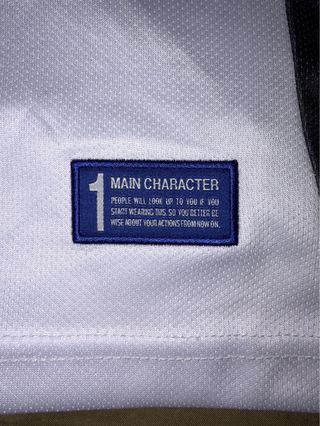 1
MAIN CHARACTER
PEOPLE WILL LOOK UP TO YOU IF YOU
START WEARING THIS. SO YOU BETTER BE
WISE ABOUT YOUR ACTIONS FROM NOW ON.